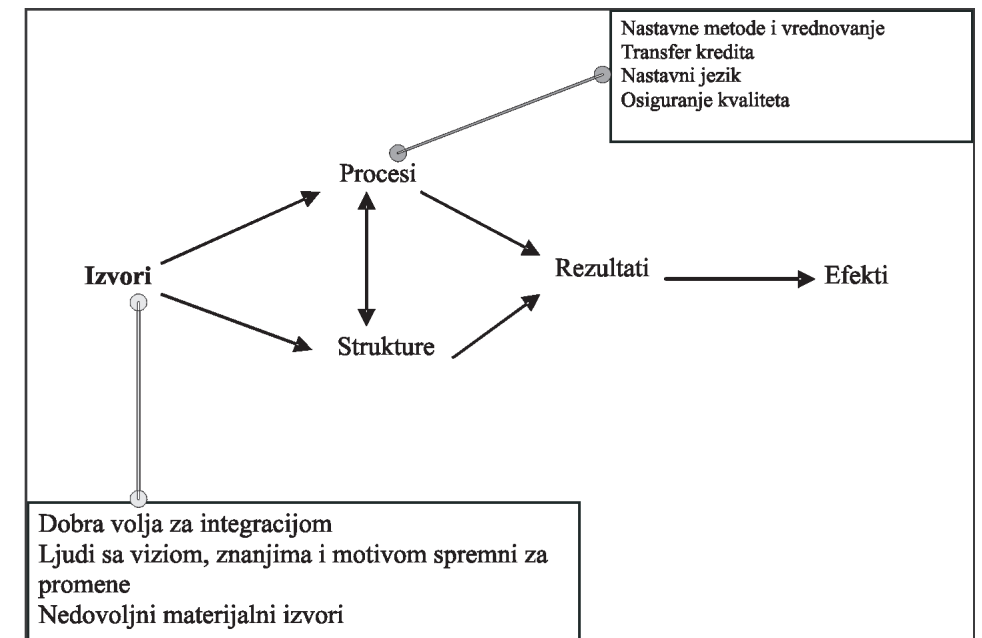 Nastavne metode i vrednovanje
Transfer kredita
Nastavni jezik
Osiguranje kvaliteta
Procesi
Izvori
Rezultati
Efekti
Strukture
Dobra volja za integracijom
Ljudi sa viziom, znanjima i motivom spremni za
promene
Nedovoljni materijalni izvori